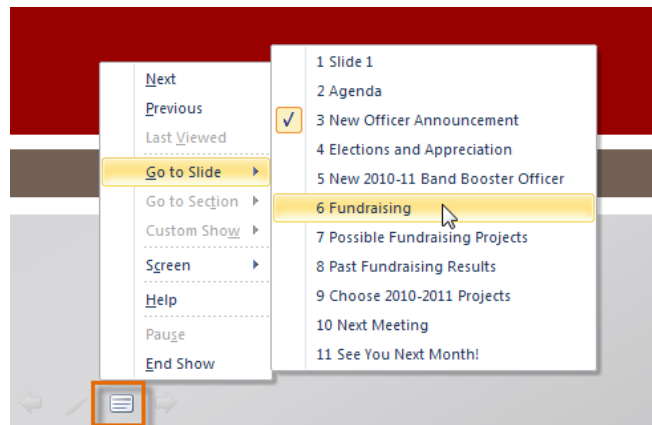 Next
Previous
Last Viewed
Go to Slide
Go to Section
Custom Show
Screen
Help
Pause
End Show
1 Slide 1
2 Agenda
3 New Officer Announcement
4 Elections and Appreciation
5 New 2010-11 Band Booster Officer
6 Fundraising
7 Possible Fundraising Projects
8 Past Fundraising Results
9 Choose 2010-2011 Projects
10 Next Meeting
11 See You Next Month!